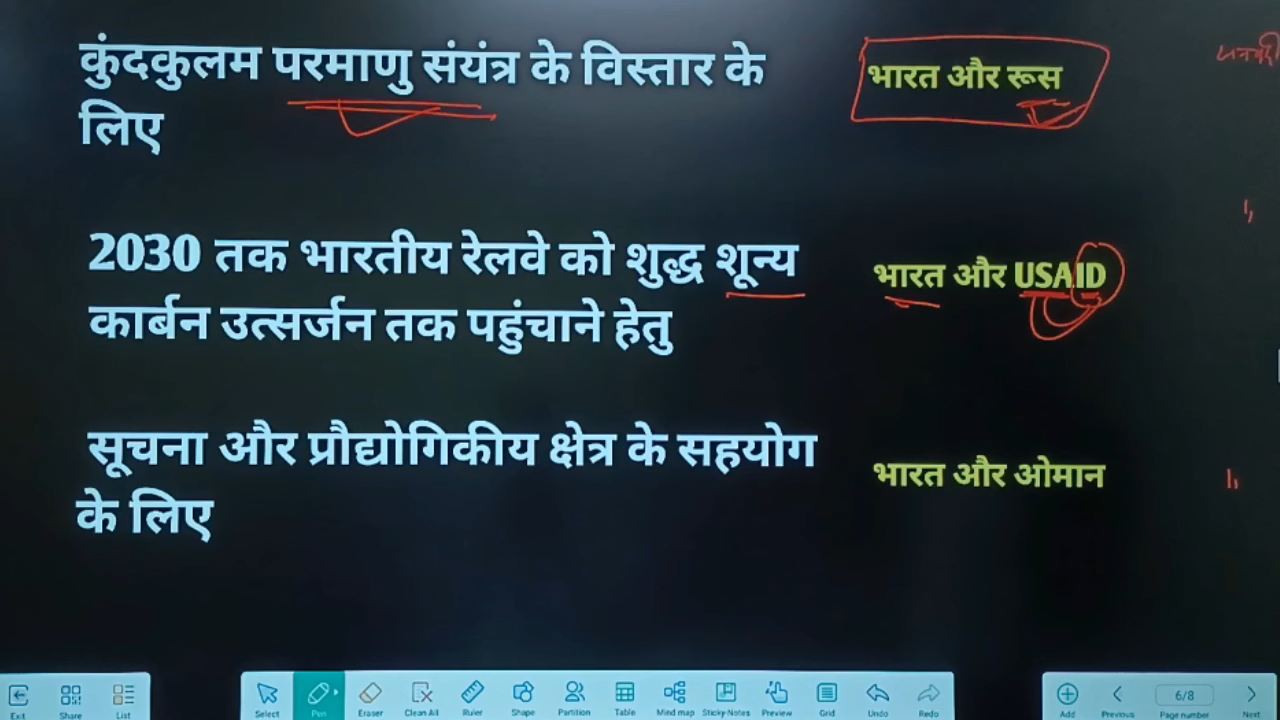 कुंदकुलम परमाणु संयंत्र के विस्तार के
लिए
भारत और रूस
2030 तक भारतीय रेलवे को शुद्ध शून्य
कार्बन उत्सर्जन तक पहुंचाने हेतु
भारत और USAID
सूचना और प्रौद्योगिकीय क्षेत्र के सहयोग
के लिए
भारत और ओमान
Exit
Share
List
Select
Pen
Eraser
Clean All
Ruler
Shape
Partition
Table
Mind map
Sticky Notes
Preview
Grid
Undo
Redo
Add
Previous
6/8
Page number
Next